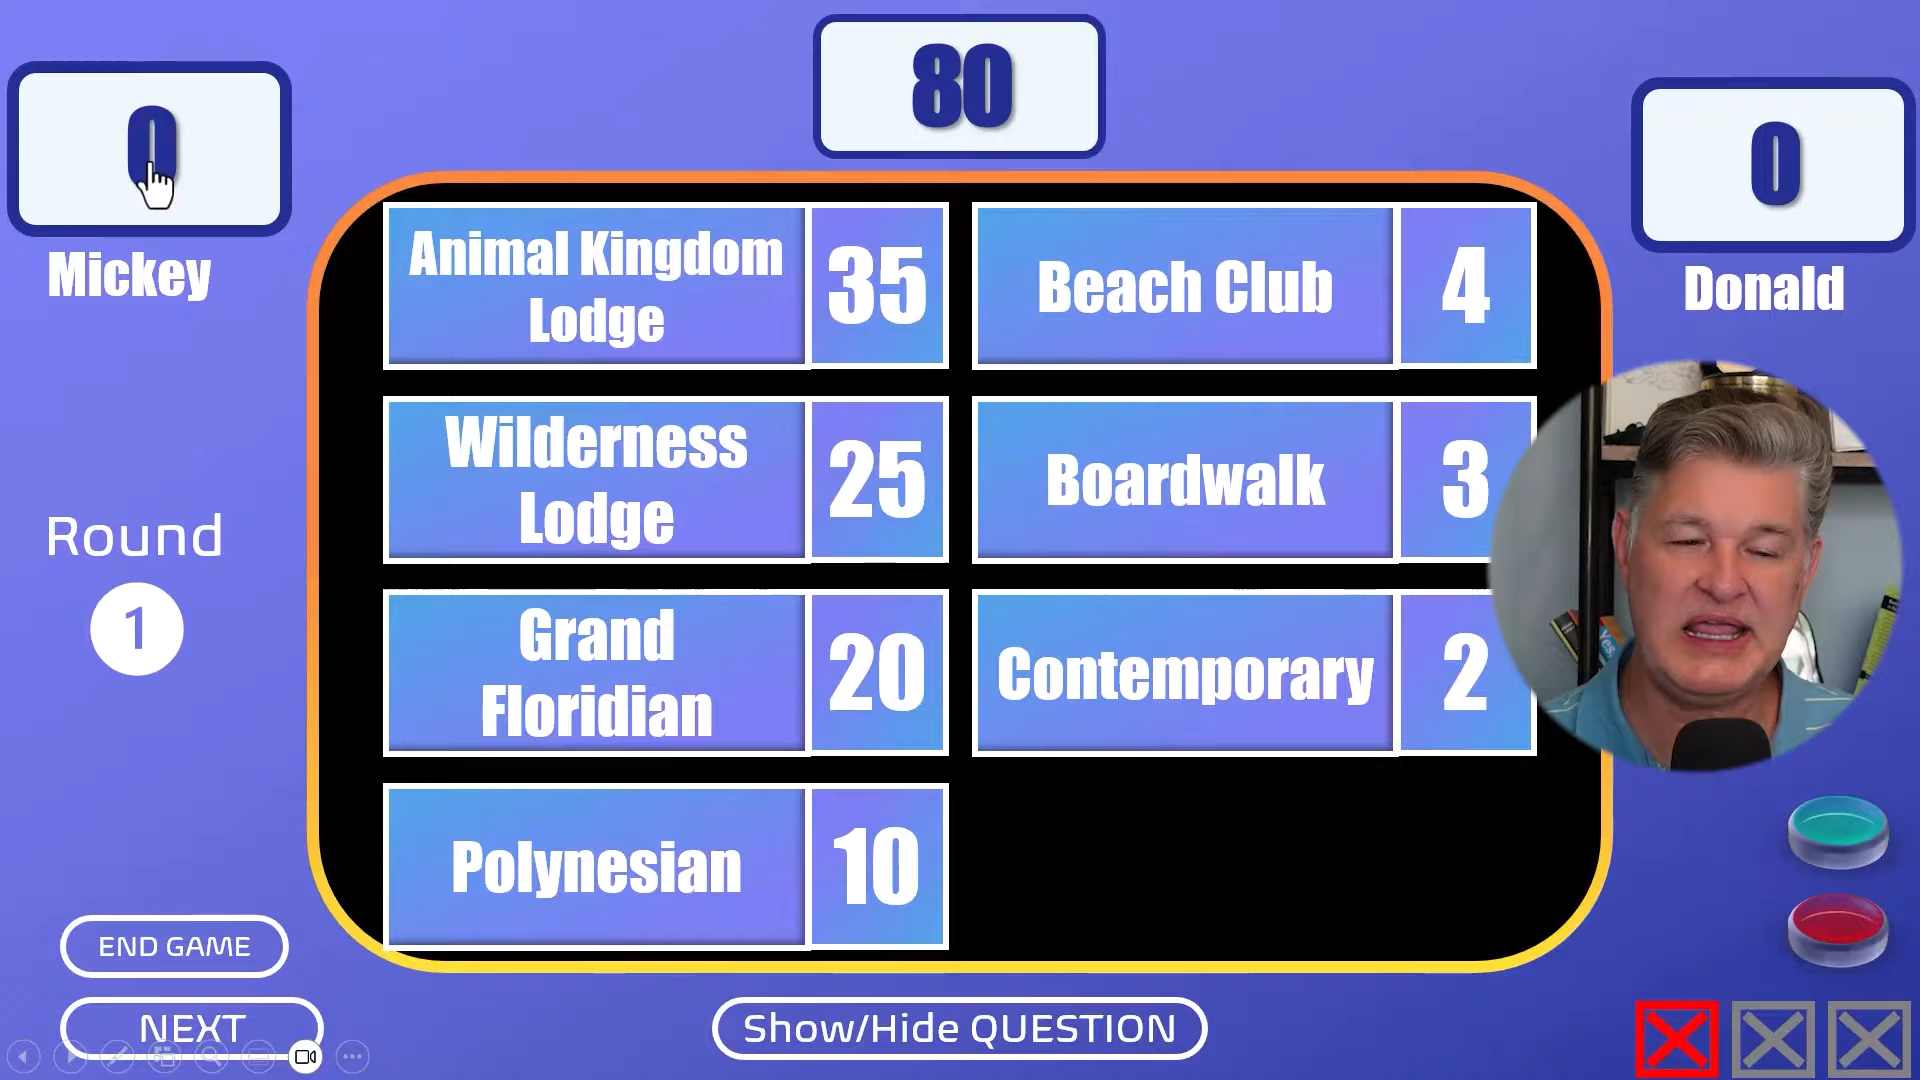 80
0
Mickey
0
Donald
Animal Kingdom
Lodge
35
Beach Club
4
Wilderness
Lodge
25
Boardwalk
3
Grand
Floridian
20
Contemporary
2
Polynesian
10
Round
1
END GAME
NEXT
Show/Hide QUESTION
Yes,